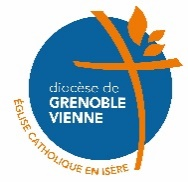 diocèse de
GRENOBLE
VIENNE
ÉGLISE CATHOLIQUE EN ISÈRE